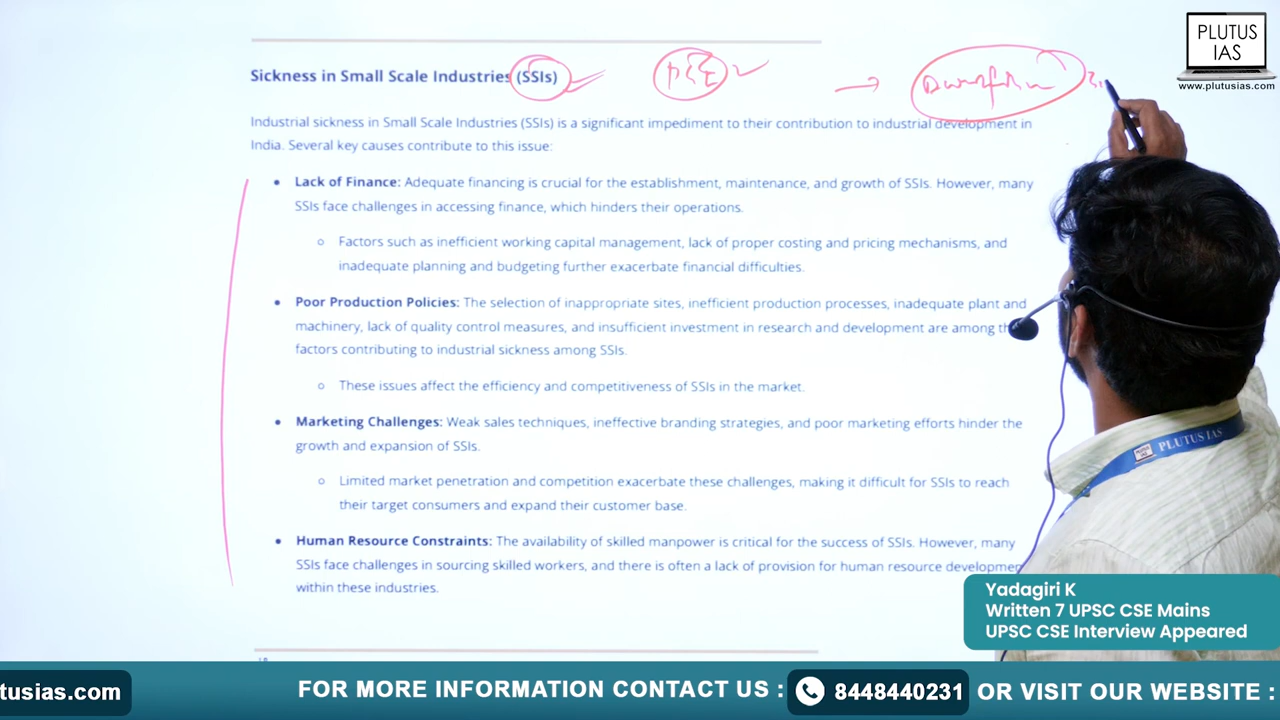 PLUTUS
IAS
www.plutusias.com
Sickness in Small Scale Industries (SSIs)
Industrial sickness in Small Scale Industries (SSIs) is a significant impediment to their contribution to industrial development in
India. Several key causes contribute to this issue:
• Lack of Finance: Adequate financing is crucial for the establishment, maintenance, and growth of SSIs. However, many
SSIs face challenges in accessing finance, which hinders their operations.
o Factors such as inefficient working capital management, lack of proper costing and pricing mechanisms, and
inadequate planning and budgeting further exacerbate financial difficulties.
• Poor Production Policies: The selection of inappropriate sites, inefficient production processes, inadequate plant and
machinery, lack of quality control measures, and insufficient investment in research and development are among th
factors contributing to industrial sickness among SSIs.
o These issues affect the efficiency and competitiveness of SSIs in the market.
• Marketing Challenges: Weak sales techniques, ineffective branding strategies, and poor marketing efforts hinder the
growth and expansion of SSIs.
o Limited market penetration and competition exacerbate these challenges, making it difficult for SSIs to reach
their target consumers and expand their customer base.
• Human Resource Constraints: The availability of skilled manpower is critical for the success of SSIs. However, many
SSIs face challenges in sourcing skilled workers, and there is often a lack of provision for human resource developmen
within these industries.
PLUTUS IAS
Yadagiri K
Written 7 UPSC CSE Mains
UPSC CSE Interview Appeared
tusias.com
FOR MORE INFORMATION CONTACT US : 8448440231 OR VISIT OUR WEBSITE :